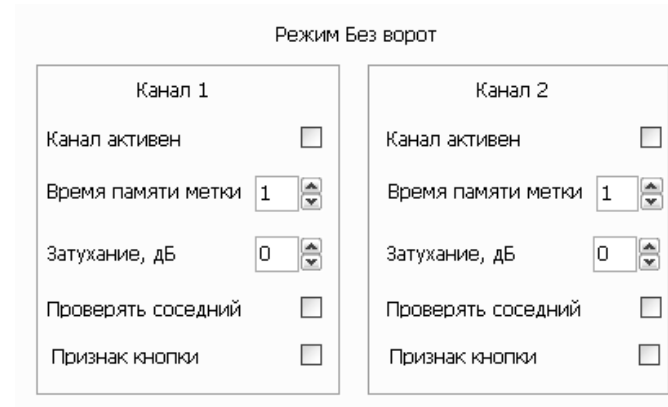 Режим Без ворот
Канал 1
Канал активен
Время памяти метки 1
Затухание, дБ 0
Проверять соседний
Признак кнопки
Канал 2
Канал активен
Время памяти метки 1
Затухание, дБ 0
Проверять соседний
Признак кнопки